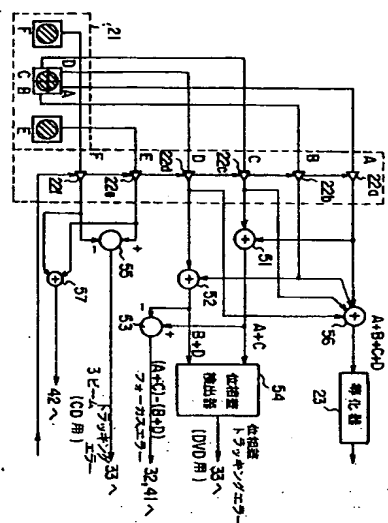 21
F
D
C
A
B
E
F
E
D
C
B
A
22f
22e
22d
22c
22b
22a
51
52
53
54
55
56
57
23
A+B+C+D
等化器
A+C
B+D
位相差
検出器
位相差
トラッキングエラー
(DVD用)
33へ
(A+C)-(B+D)
フォーカスエラー
32,41へ
33へ
トラッキングエラー
3ビーム
(CD用)
42へ
+
-
+
-
+
+
+
+